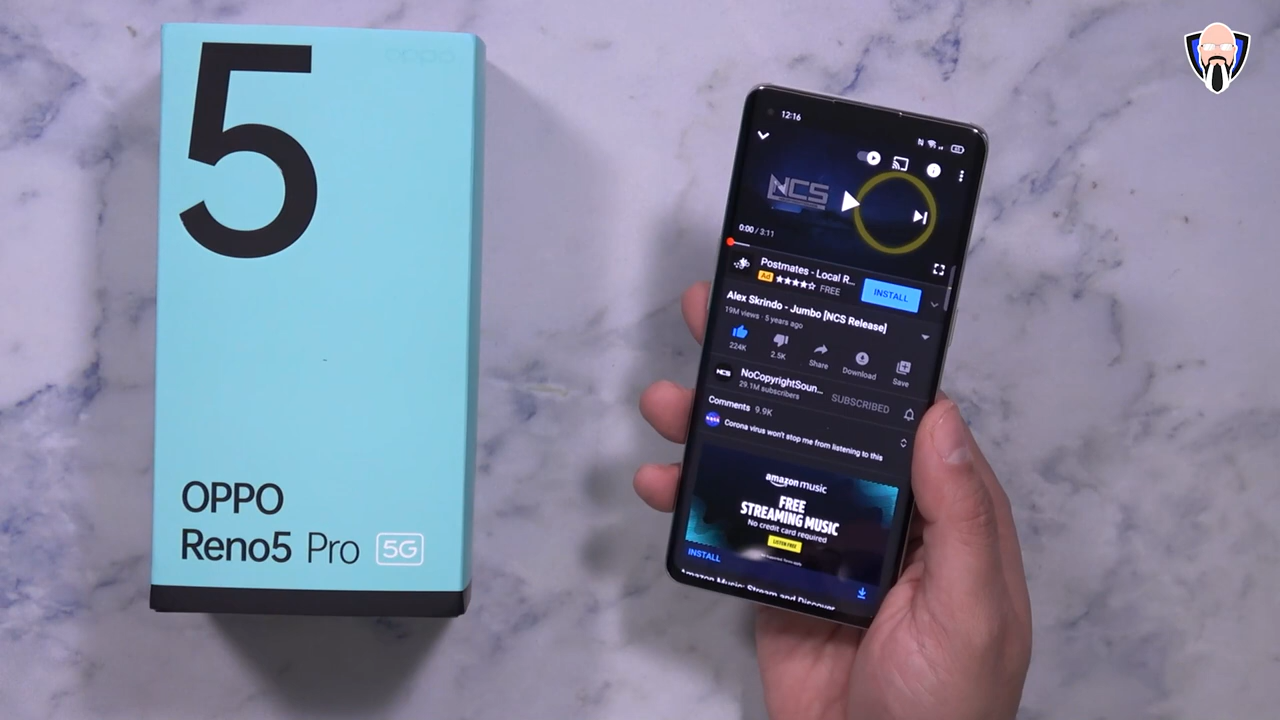 oppo
5
OPPO
Reno5 Pro 5G
12:16
NCS
0:00 / 3:11
Postmates - Local R...
Ad ★★★★☆ FREE
INSTALL
Alex Skrindo - Jumbo [NCS Release]
19M views · 5 years ago
224K
2.5K
Share
Download
Save
NCS
NoCopyrightSoun...
29.1M subscribers
SUBSCRIBED
Comments 9.9K
Corona virus won't stop me from listening to this
amazon music
FREE
STREAMING MUSIC
No credit card required
LISTEN FREE
INSTALL
Amazon Music: Stream and Discover